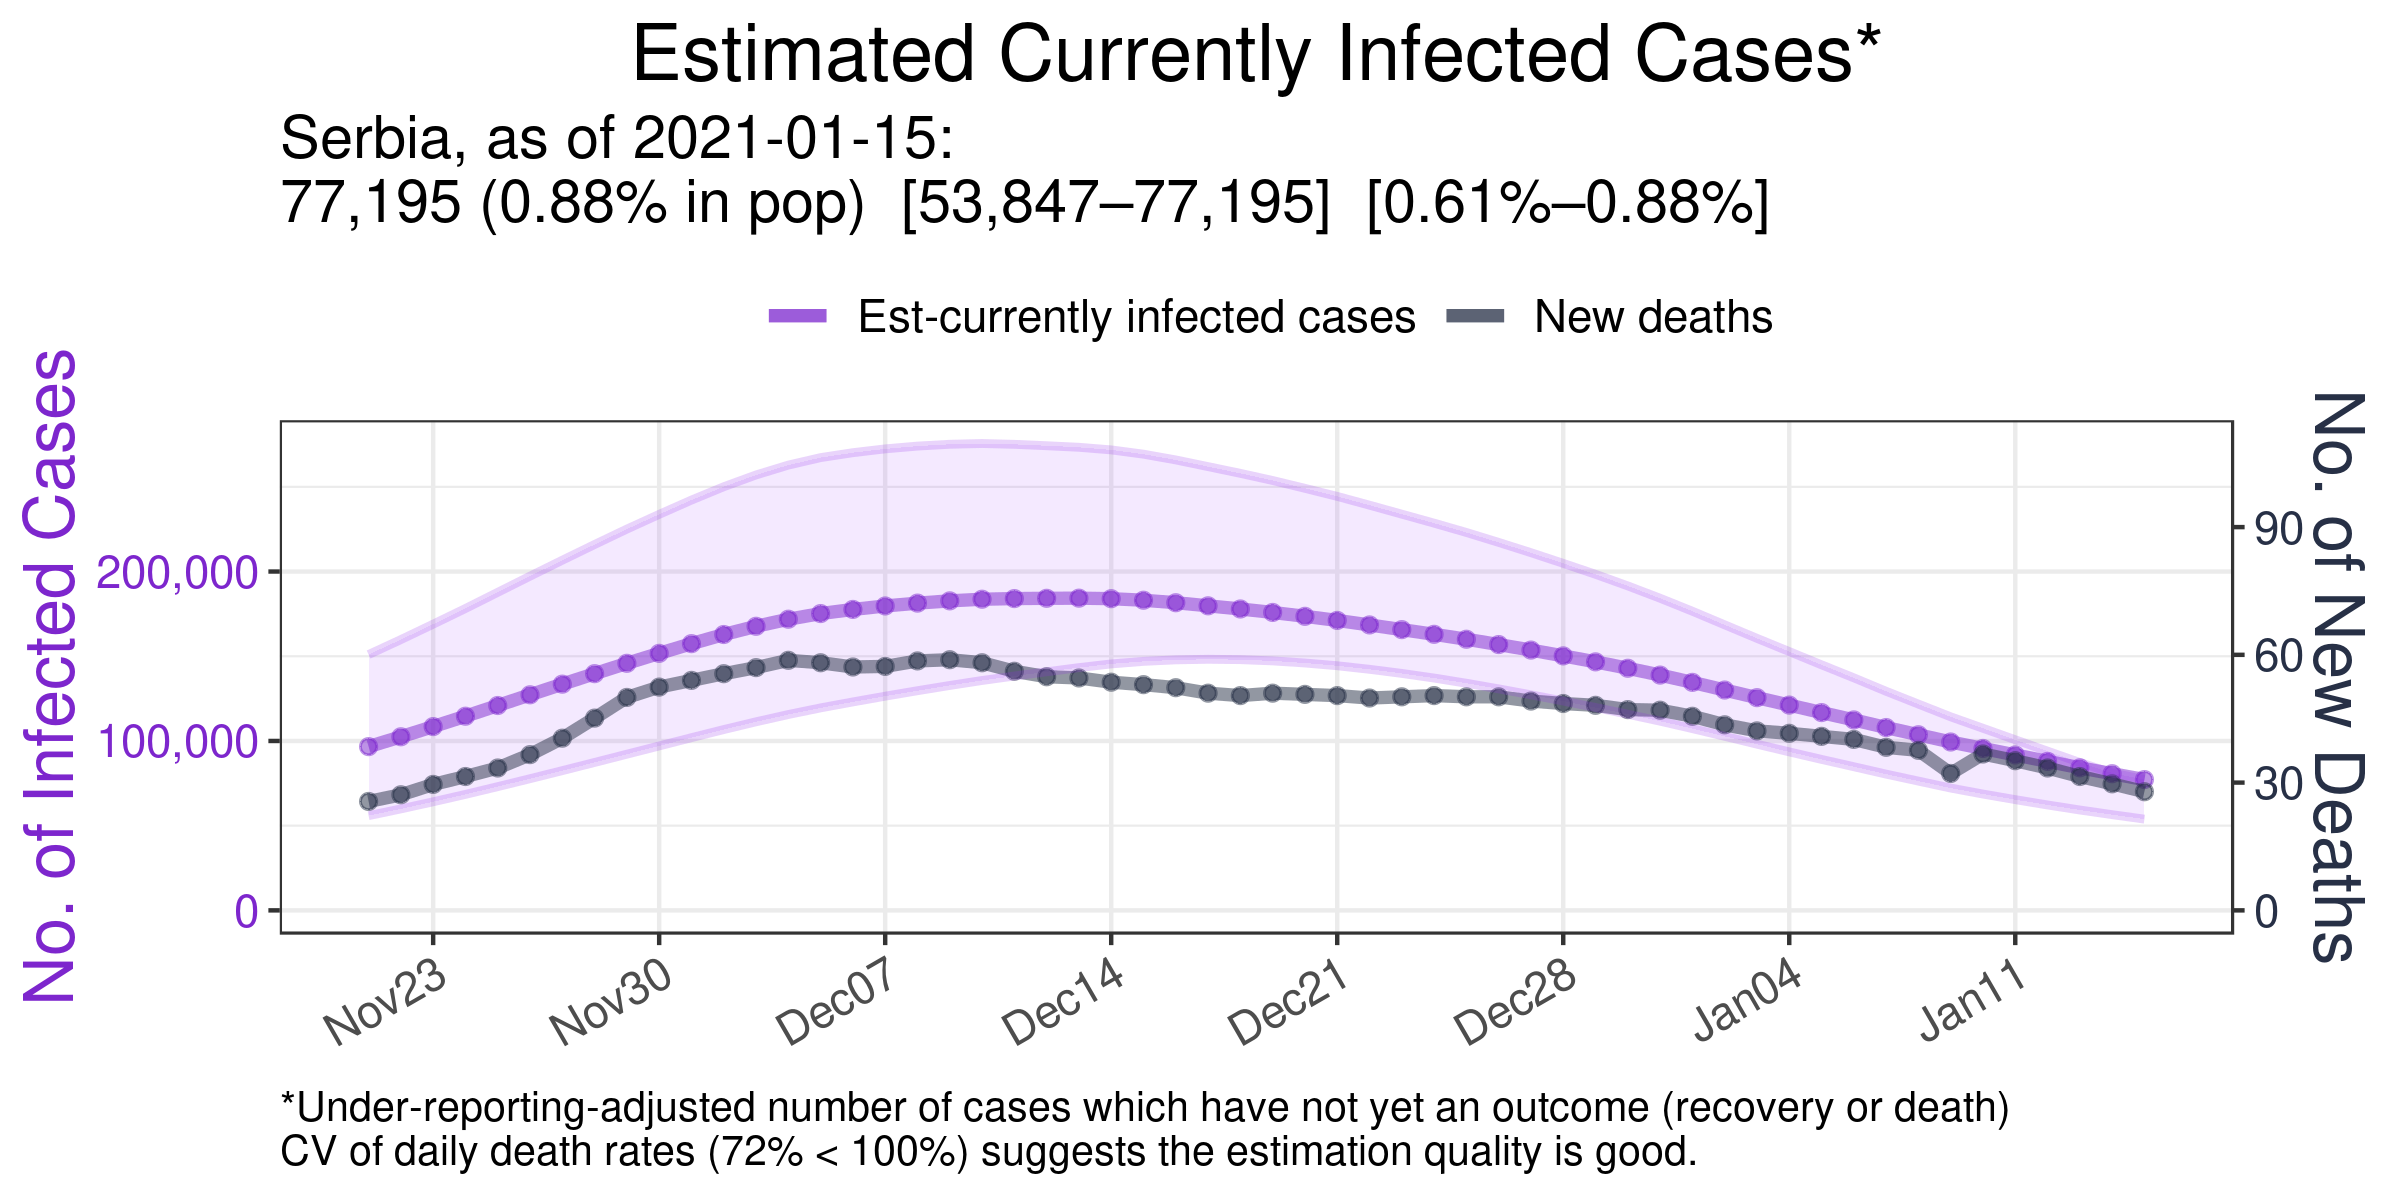 Estimated Currently Infected Cases*
Serbia, as of 2021-01-15:
77,195 (0.88% in pop)  [53,847–77,195]  [0.61%–0.88%]
Est-currently infected cases
New deaths
No. of Infected Cases
200,000
100,000
0
No. of New Deaths
90
60
30
0
Nov23
Nov30
Dec07
Dec14
Dec21
Dec28
Jan04
Jan11
*Under-reporting-adjusted number of cases which have not yet an outcome (recovery or death)
CV of daily death rates (72% < 100%) suggests the estimation quality is good.